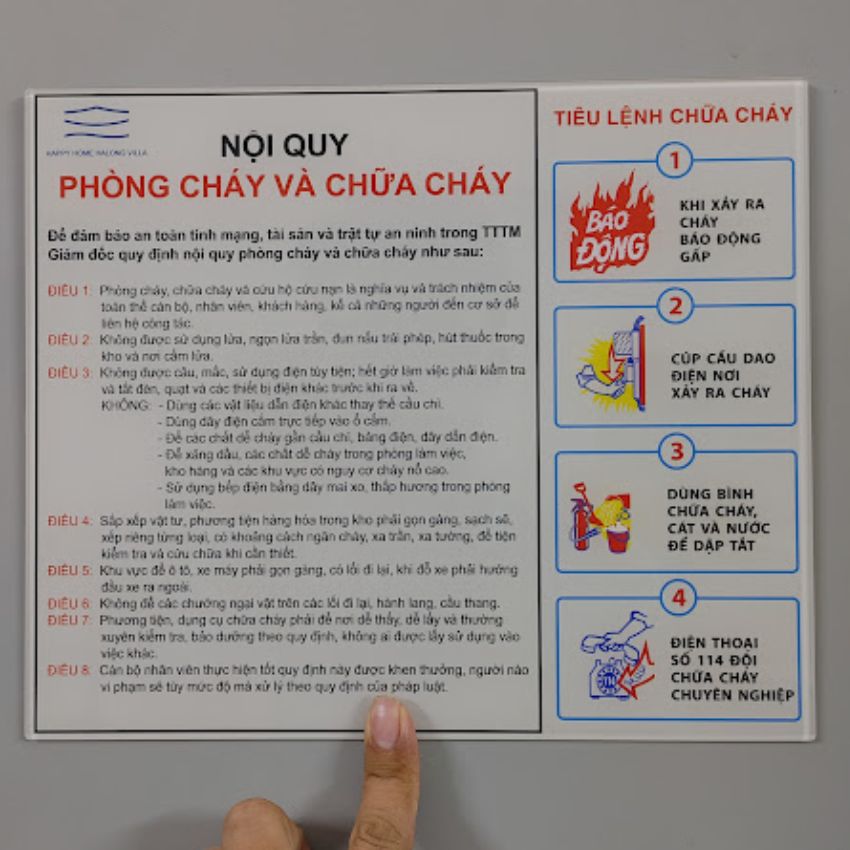 HAPPY HOME HALONG VILLA
NỘI QUY
PHÒNG CHÁY VÀ CHỮA CHÁY
Để đảm bảo an toàn tính mạng, tài sản và trật tự an ninh trong TTTM
Giám đốc quy định nội quy phòng cháy và chữa cháy như sau:
ĐIỀU 1: Phòng cháy, chữa cháy và cứu hộ cứu nạn là nghĩa vụ và trách nhiệm của
toàn thể cán bộ, nhân viên, khách hàng, kể cả những người đến cơ sở để
liên hệ công tác.
ĐIỀU 2: Không được sử dụng lửa, ngọn lửa trần, đun nấu trái phép, hút thuốc trong
kho và nơi cấm lửa.
ĐIỀU 3: Không được câu, mắc, sử dụng điện tùy tiện; hết giờ làm việc phải kiểm tra
và tắt đèn, quạt và các thiết bị điện khác trước khi ra về.
KHÔNG: - Dùng các vật liệu dẫn điện khác thay thế cầu chì.
- Dùng dây điện cắm trực tiếp vào ổ cắm.
- Để các chất dễ cháy gần cầu chì, bảng điện, dây dẫn điện.
- Để xăng dầu, các chất dễ cháy trong phòng làm việc,
kho hàng và các khu vực có nguy cơ cháy nổ cao.
- Sử dụng bếp điện bằng dây mai xo, thắp hương trong phòng
làm việc.
ĐIỀU 4: Sắp xếp vật tư, phương tiện hàng hóa trong kho phải gọn gàng, sạch sẽ,
xếp riêng từng loại, có khoảng cách ngăn cháy, xa trần, xa tường, để tiện
kiểm tra và cứu chữa khi cần thiết.
ĐIỀU 5: Khu vực để ô tô, xe máy phải gọn gàng, có lối đi lại, khi đỗ xe phải hướng
đầu xe ra ngoài.
ĐIỀU 6: Không để các chướng ngại vật trên các lối đi lại, hành lang, cầu thang.
ĐIỀU 7: Phương tiện, dụng cụ chữa cháy phải để nơi dễ thấy, dễ lấy và thường
xuyên kiểm tra, bảo dưỡng theo quy định, không ai được lấy sử dụng vào
việc khác.
ĐIỀU 8: Cán bộ nhân viên thực hiện tốt quy định này được khen thưởng, người nào
vi phạm sẽ tùy mức độ mà xử lý theo quy định của pháp luật.
TIÊU LỆNH CHỮA CHÁY
1
BÁO
ĐỘNG
KHI XẢY RA
CHÁY
BÁO ĐỘNG
GẤP
2
CÚP CẦU DAO
ĐIỆN NƠI
XẢY RA CHÁY
3
DÙNG BÌNH
CHỮA CHÁY,
CÁT VÀ NƯỚC
ĐỂ DẬP TẮT
4
114
ĐIỆN THOẠI
SỐ 114 ĐỘI
CHỮA CHÁY
CHUYÊN NGHIỆP